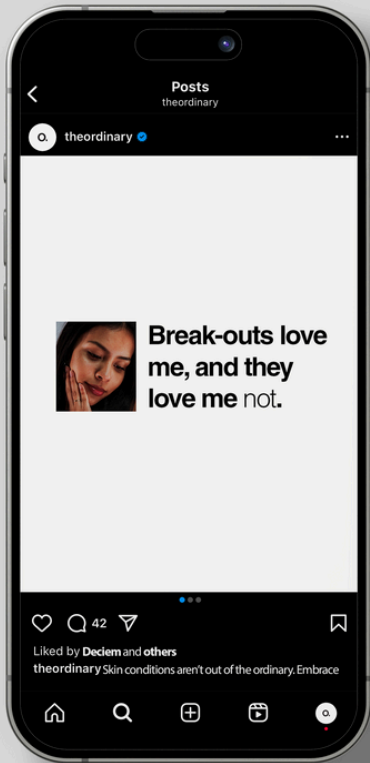 Posts
theordinary
o.
theordinary
Break-outs love
me, and they
love me not.
42
Liked by Deciem and others
theordinary Skin conditions aren't out of the ordinary. Embrace
o.